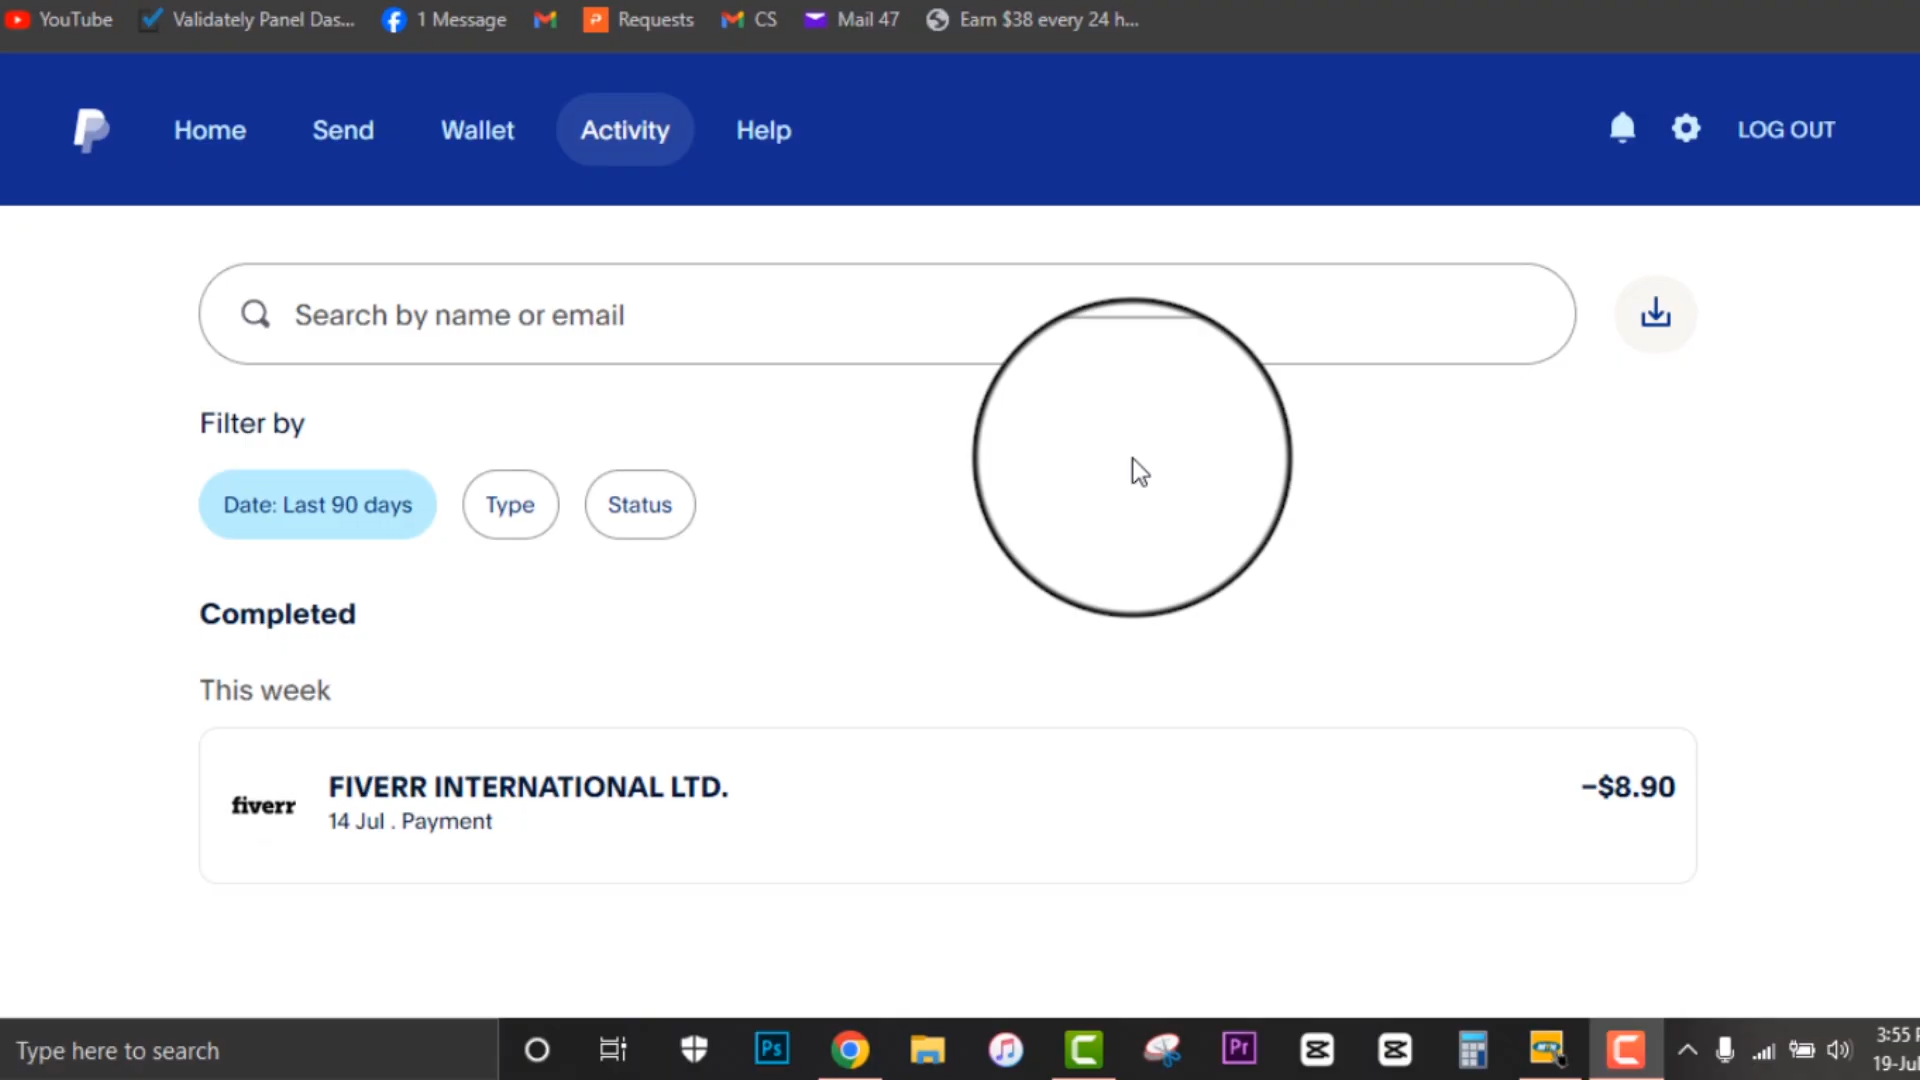 YouTube Validately Panel Das... 1 Message Requests CS Mail 47 Earn $38 every 24 h...
Home Send Wallet Activity Help LOG OUT
Search by name or email
Filter by
Date: Last 90 days Type Status
Completed
This week
fiverr FIVERR INTERNATIONAL LTD. -$8.90
14 Jul . Payment
Type here to search Ps Pr 3:55 P
19-Jul